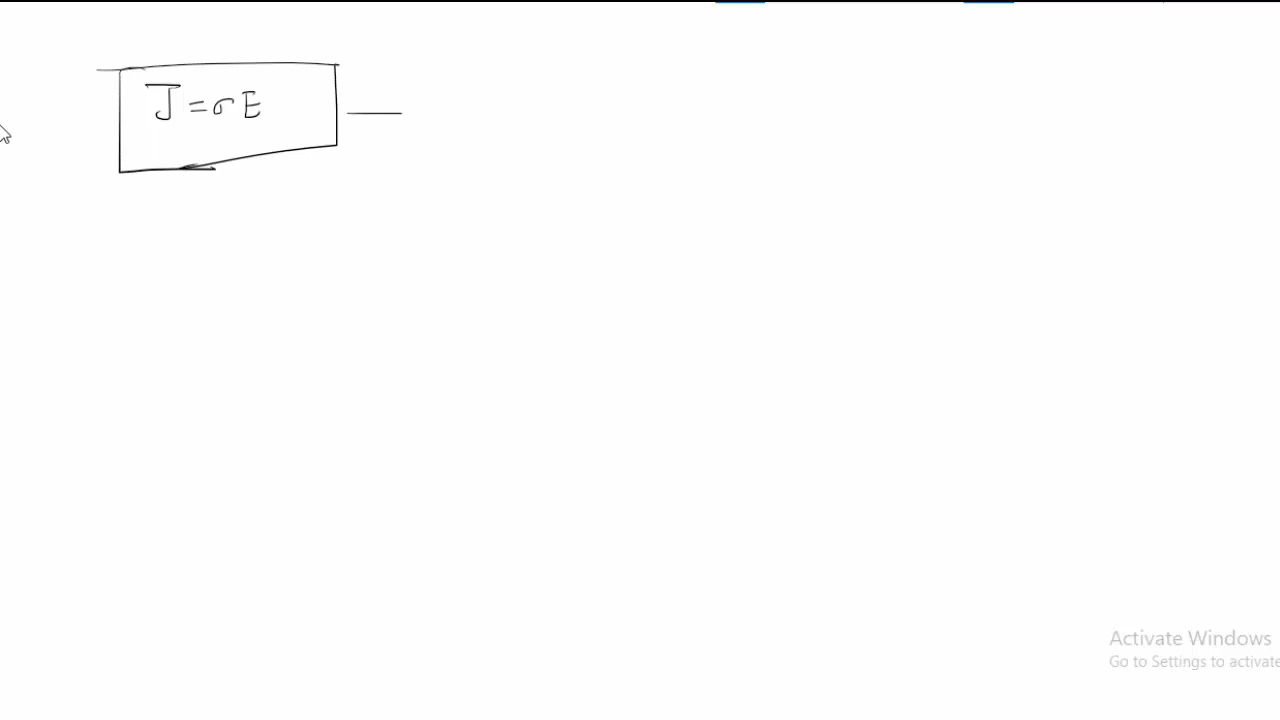 J = σE
Activate Windows
Go to Settings to activate